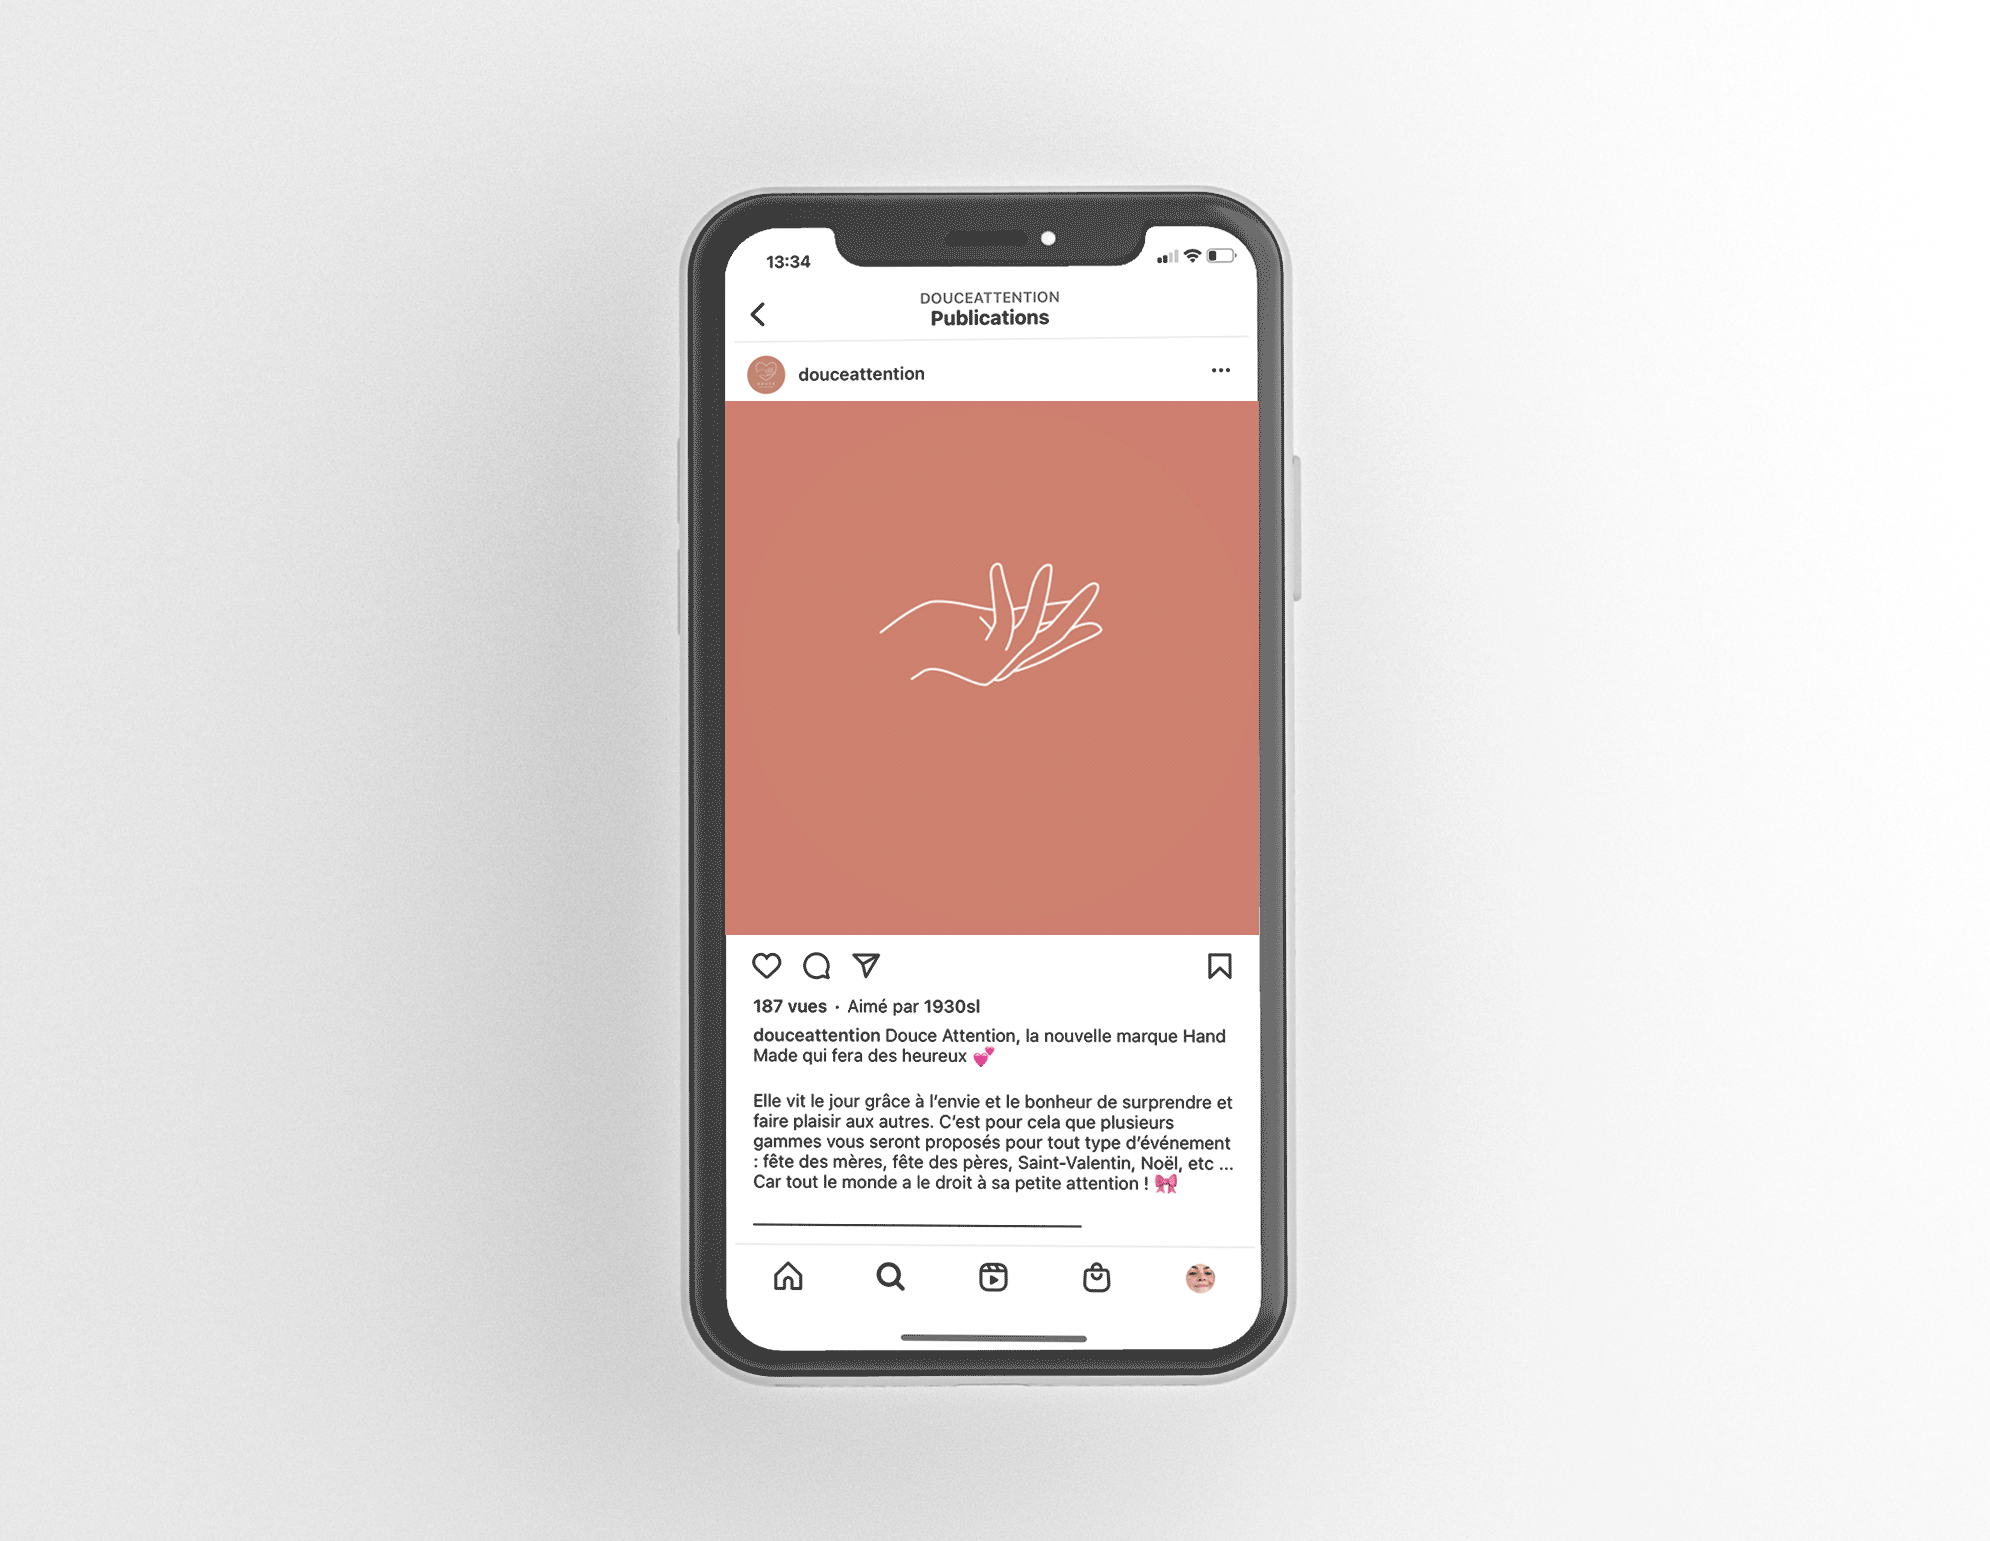 13:34
DOUCEATTENTION
Publications
douceattention
187 vues · Aimé par 1930sl
douceattention Douce Attention, la nouvelle marque Hand
Made qui fera des heureux 💕
Elle vit le jour grâce à l'envie et le bonheur de surprendre et
faire plaisir aux autres. C'est pour cela que plusieurs
gammes vous seront proposés pour tout type d'événement
: fête des mères, fête des pères, Saint-Valentin, Noël, etc ...
Car tout le monde a le droit à sa petite attention ! 🎀